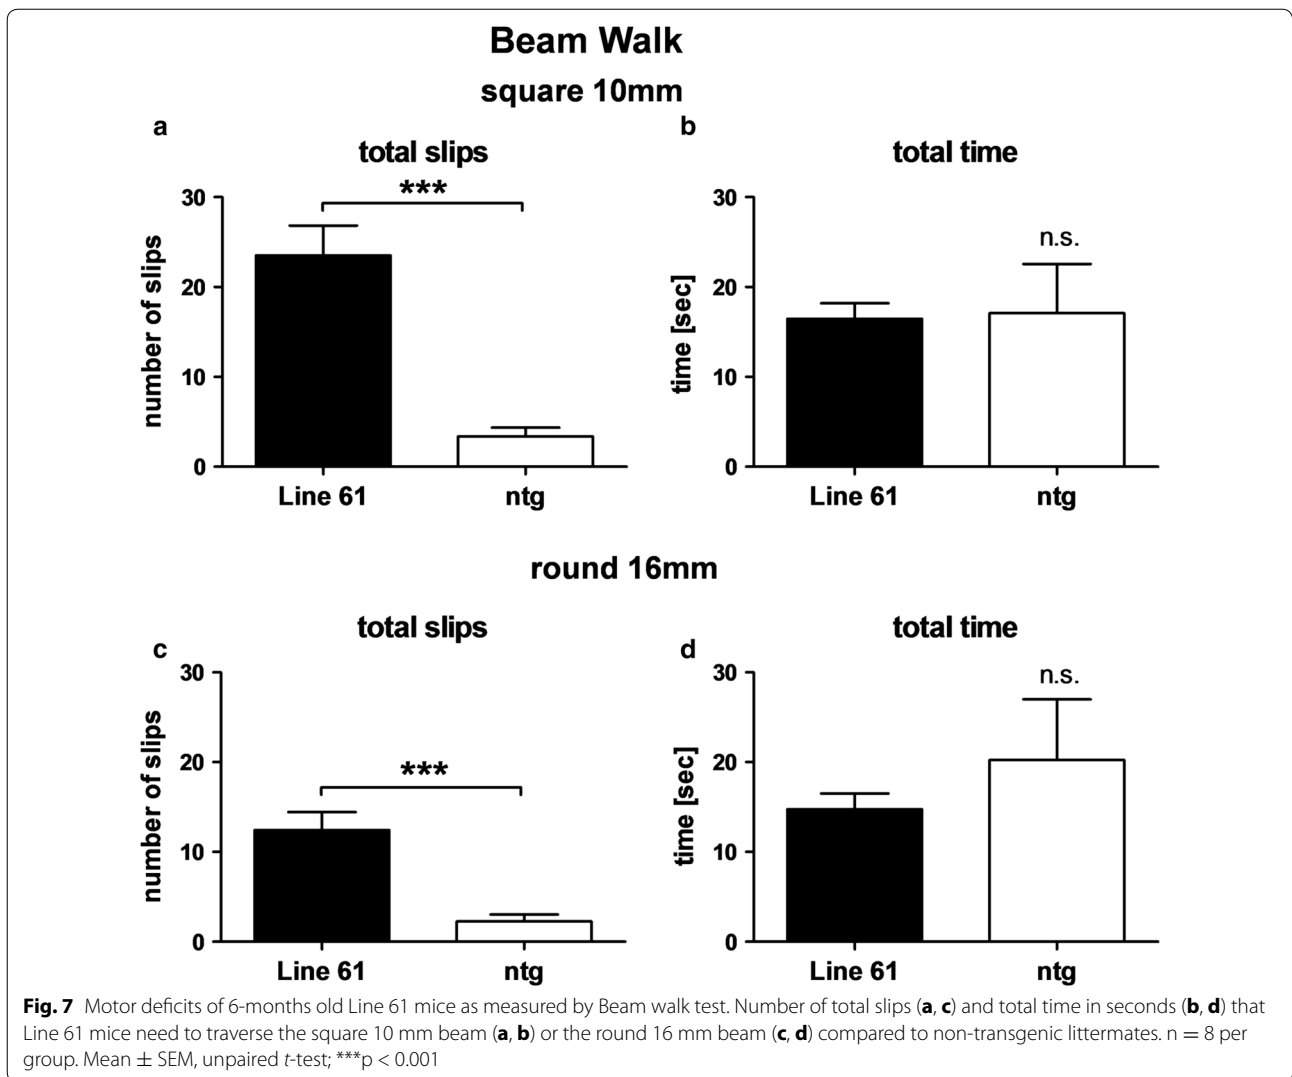 Beam Walk
square 10mm
a
total slips
***
30
20
10
0
number of slips
Line 61
ntg
b
total time
n.s.
30
20
10
0
time [sec]
Line 61
ntg
round 16mm
c
total slips
***
30
20
10
0
number of slips
Line 61
ntg
d
total time
n.s.
30
20
10
0
time [sec]
Line 61
ntg
Fig. 7 Motor deficits of 6-months old Line 61 mice as measured by Beam walk test. Number of total slips (a, c) and total time in seconds (b, d) that
Line 61 mice need to traverse the square 10 mm beam (a, b) or the round 16 mm beam (c, d) compared to non-transgenic littermates. n = 8 per
group. Mean ± SEM, unpaired t-test; ***p < 0.001